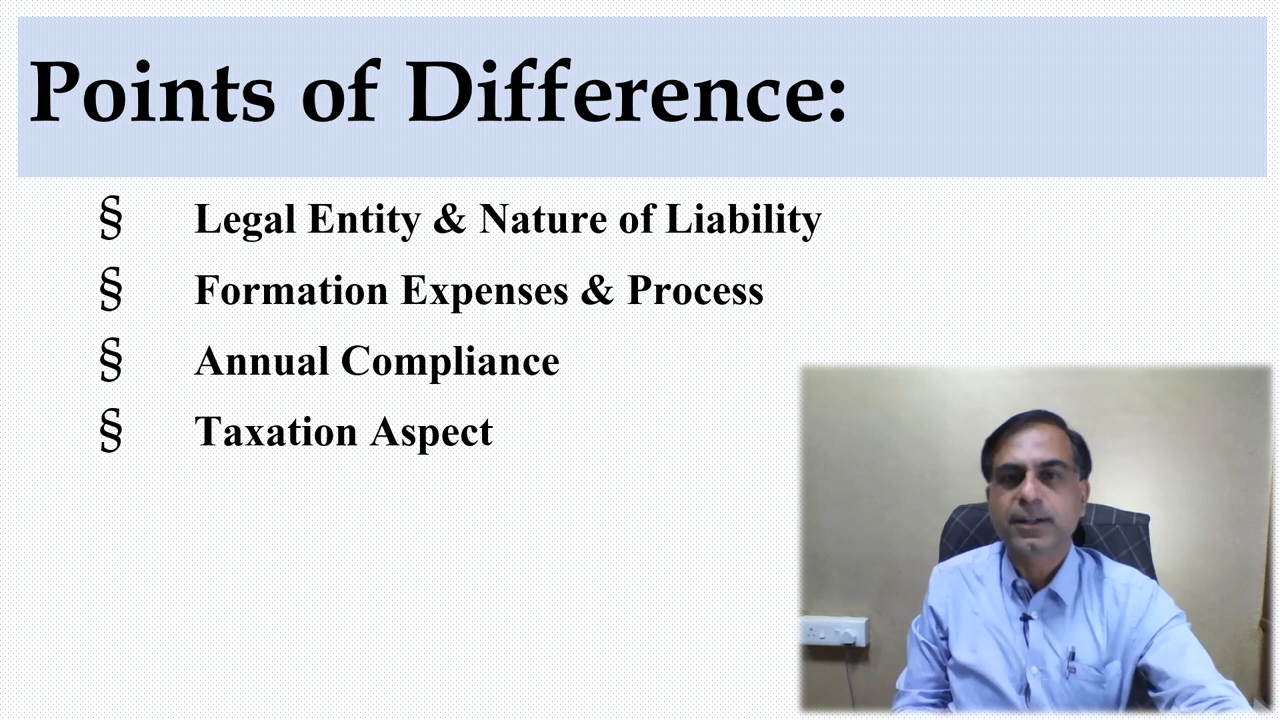 Points of Difference:
§ Legal Entity & Nature of Liability
§ Formation Expenses & Process
§ Annual Compliance
§ Taxation Aspect